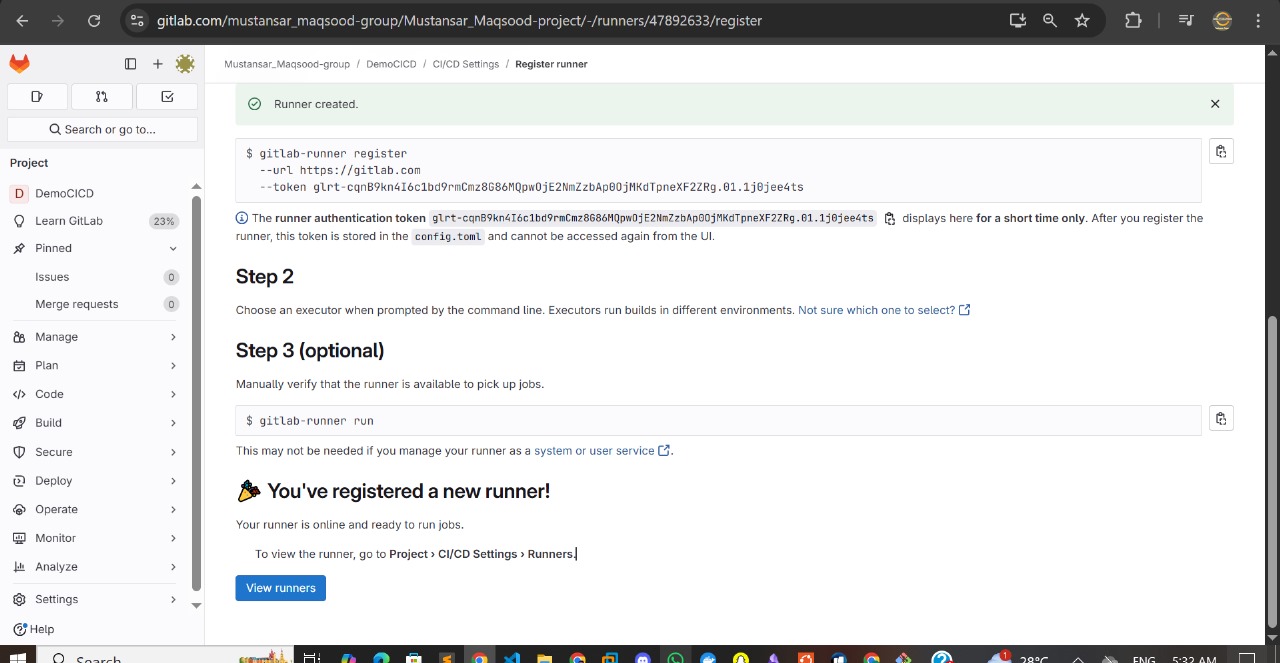 gitlab.com/mustansar_maqsood-group/Mustansar_Maqsood-project/-/runners/47892633/register
Mustansar_Maqsood-group / DemoCICD / CI/CD Settings / Register runner
Search or go to...
Project
D DemoCICD
Learn GitLab 23%
Pinned
Issues 0
Merge requests 0
Manage
Plan
Code
Build
Secure
Deploy
Operate
Monitor
Analyze
Settings
Help
Runner created.
$ gitlab-runner register
--url https://gitlab.com
--token glrt-cqnB9kn4I6c1bd9rmCmz8G86MQpwOjE2NmZzbAp0OjMKdTpneXF2ZRg.01.1j0jee4ts
The runner authentication token glrt-cqnB9kn4I6c1bd9rmCmz8G86MQpwOjE2NmZzbAp0OjMKdTpneXF2ZRg.01.1j0jee4ts displays here for a short time only. After you register the
runner, this token is stored in the config.toml and cannot be accessed again from the UI.
Step 2
Choose an executor when prompted by the command line. Executors run builds in different environments. Not sure which one to select?
Step 3 (optional)
Manually verify that the runner is available to pick up jobs.
$ gitlab-runner run
This may not be needed if you manage your runner as a system or user service.
You've registered a new runner!
Your runner is online and ready to run jobs.
To view the runner, go to Project › CI/CD Settings › Runners.
View runners
Search
1
28°C
ENG
5:32 AM